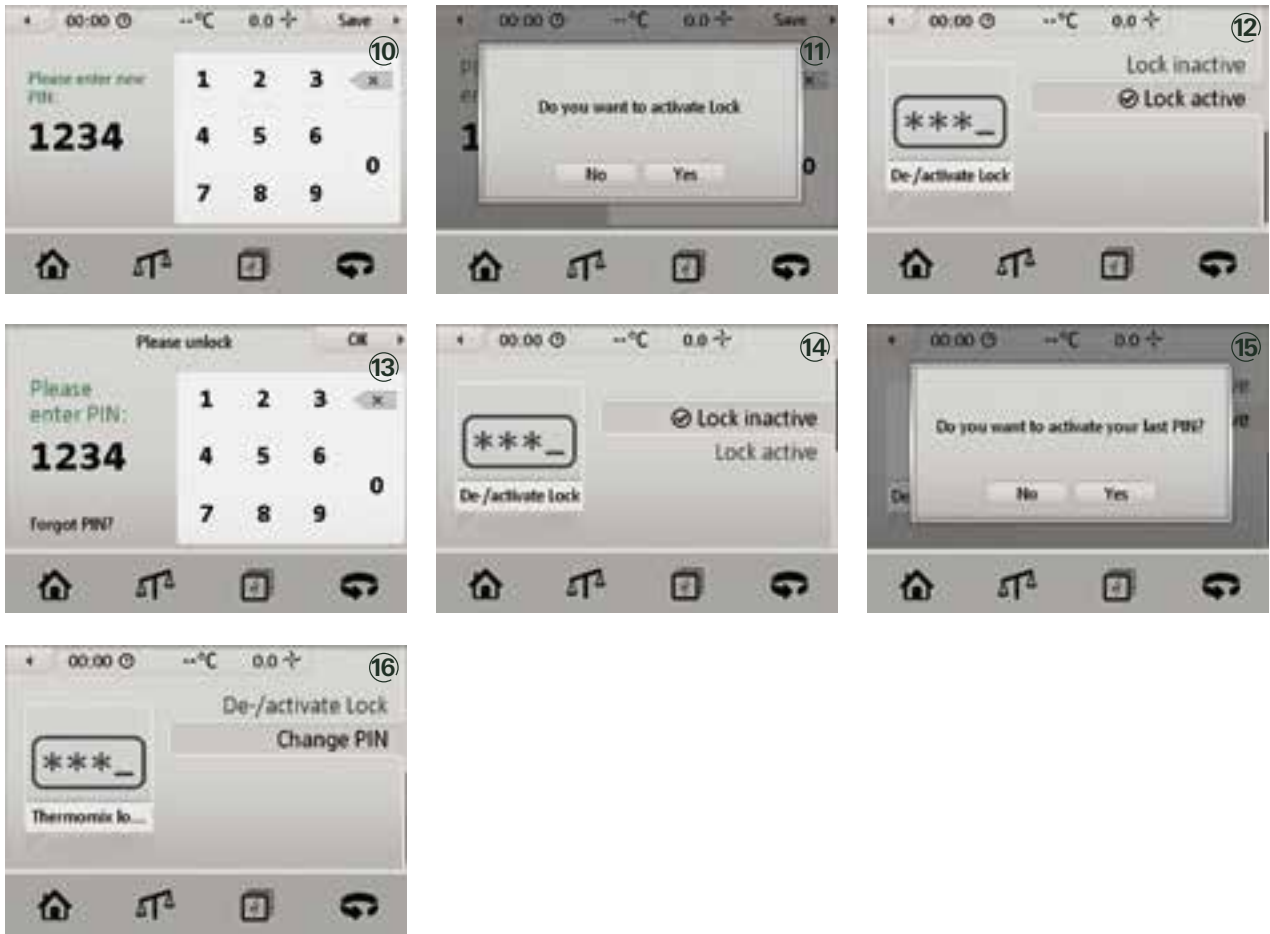 00:00 --°C 0.0 Save
10
Please enter new
PIN:
1234
1 2 3
4 5 6
0
7 8 9
00:00 --°C 0.0 Save
11
Do you want to activate Lock
No Yes
1
0
00:00 --°C 0.0
12
Lock inactive
Lock active
***_
De-/activate Lock
Please unlock OK
13
Please
enter PIN:
1234
Forgot PIN?
1 2 3
4 5 6
0
7 8 9
00:00 --°C 0.0
14
Lock inactive
Lock active
***_
De-/activate Lock
00:00 --°C 0.0
15
Do you want to activate your last PIN?
No Yes
De
00:00 --°C 0.0
16
De-/activate Lock
Change PIN
***_
Thermomix lo...